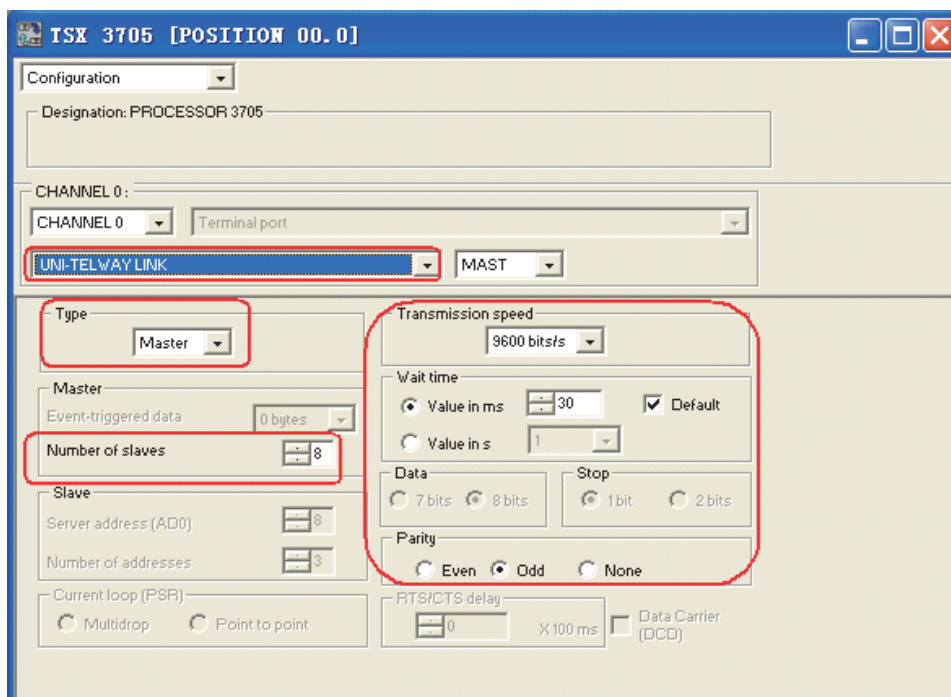 TSX 3705 [POSITION 00.0]
Configuration
Designation: PROCESSOR 3705
CHANNEL 0 :
CHANNEL 0 Terminal port
UNI-TELWAY LINK MAST
Type
Master
Master
Event-triggered data 0 bytes
Number of slaves 8
Slave
Server address (AD0) 8
Number of addresses 3
Current loop (PSR)
Multidrop Point to point
Transmission speed
9600 bits/s
Wait time
Value in ms 30 Default
Value in s 1
Data
7 bits 8 bits
Stop
1 bit 2 bits
Parity
Even Odd None
RTS/CTS delay
0 X 100 ms
Data Carrier
(DCD)